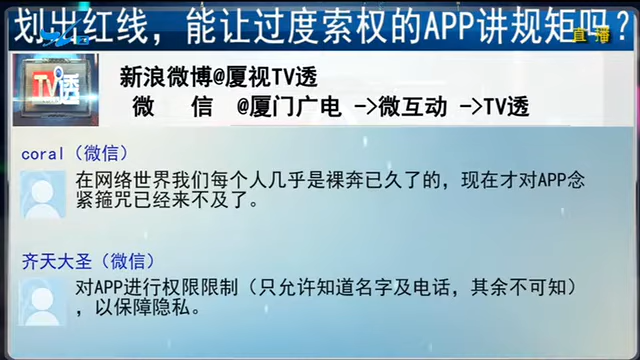 划出红线，能让过度索权的APP讲规矩吗？
直播
TV透
新浪微博@厦视TV透
微 信 @厦门广电 ->微互动 ->TV透
coral（微信）
在网络世界我们每个人几乎是裸奔已久了的，现在才对APP念
紧箍咒已经来不及了。
齐天大圣（微信）
对APP进行权限限制（只允许知道名字及电话，其余不可知）
，以保障隐私。